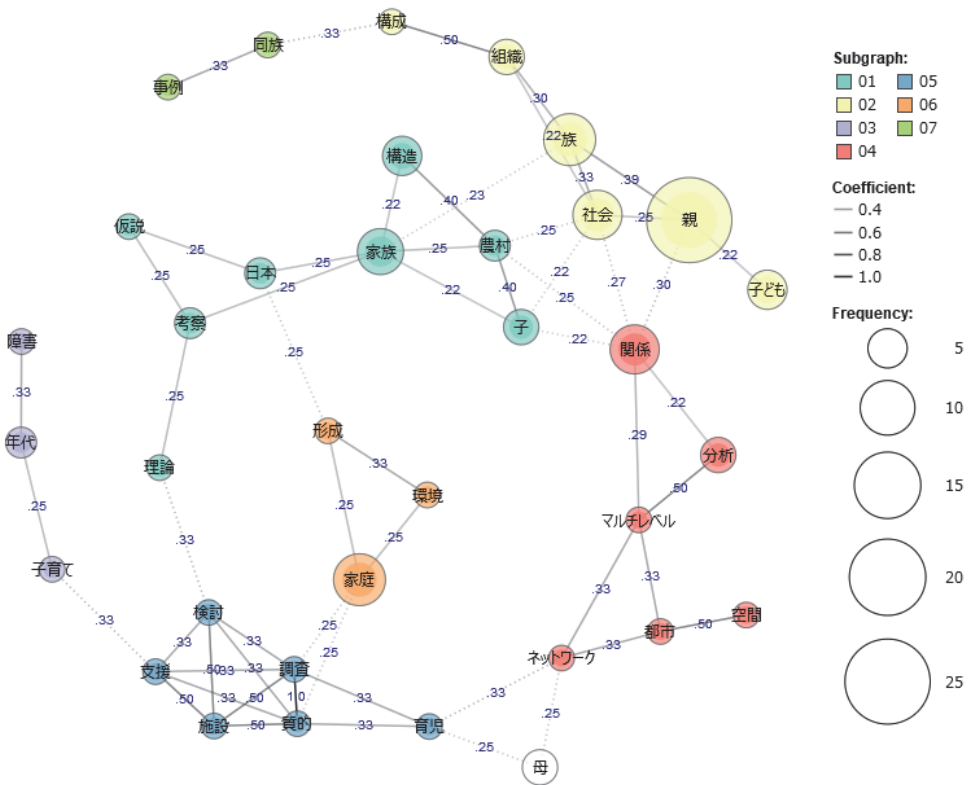 構成
.33
.50
同族
組織
.33
事例
.30
.22
族
構造
.33
.39
.40
.23
.22
社会
.25
親
仮説
.25
家族
.25
農村
.25
.22
日本
.25
.25
.25
.22
.27
.30
子ども
.22
.40
.25
考察
子
.22
関係
障害
.25
.33
.25
.22
年代
形成
.29
.33
分析
理論
.50
.25
.25
環境
マルチレベル
.33
.25
子育て
家庭
.33
.33
検討
.33
.25
.50
空間
都市
.33
.33
.33
.25
ネットワーク
支援
.50
.33
調査
.50
.33
.50
1.0
.33
.33
施設
.50
質的
.33
育児
.25
.25
母
Subgraph:
01
05
02
06
03
07
04
Coefficient:
0.4
0.6
0.8
1.0
Frequency:
5
10
15
20
25